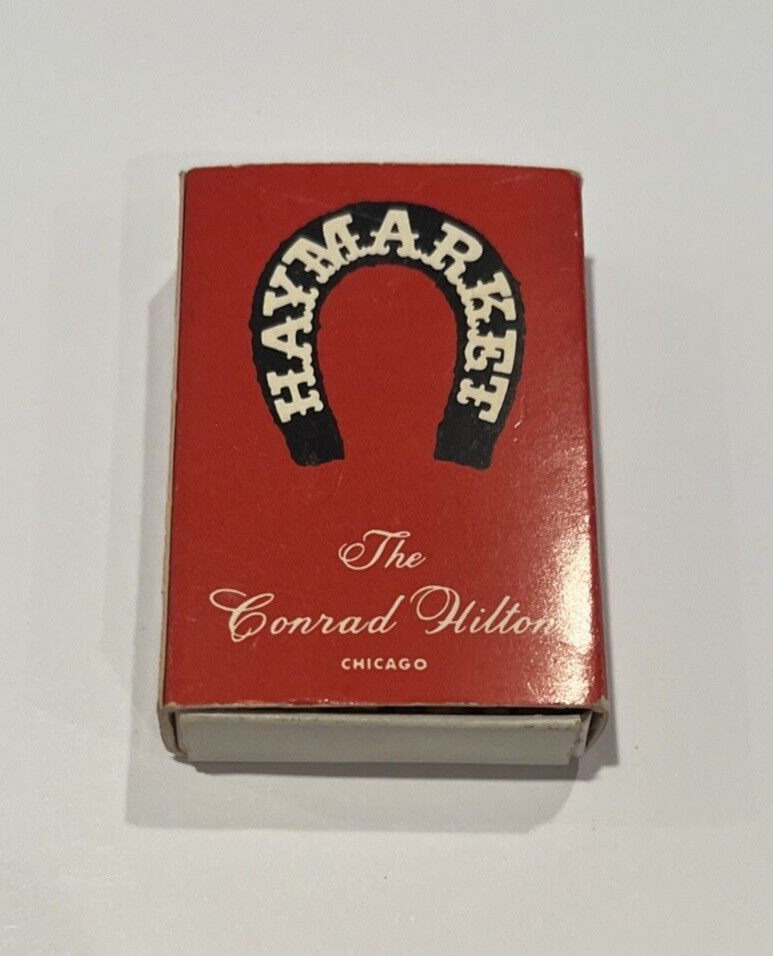 HAYMARKET
The
Conrad Hilton
CHICAGO